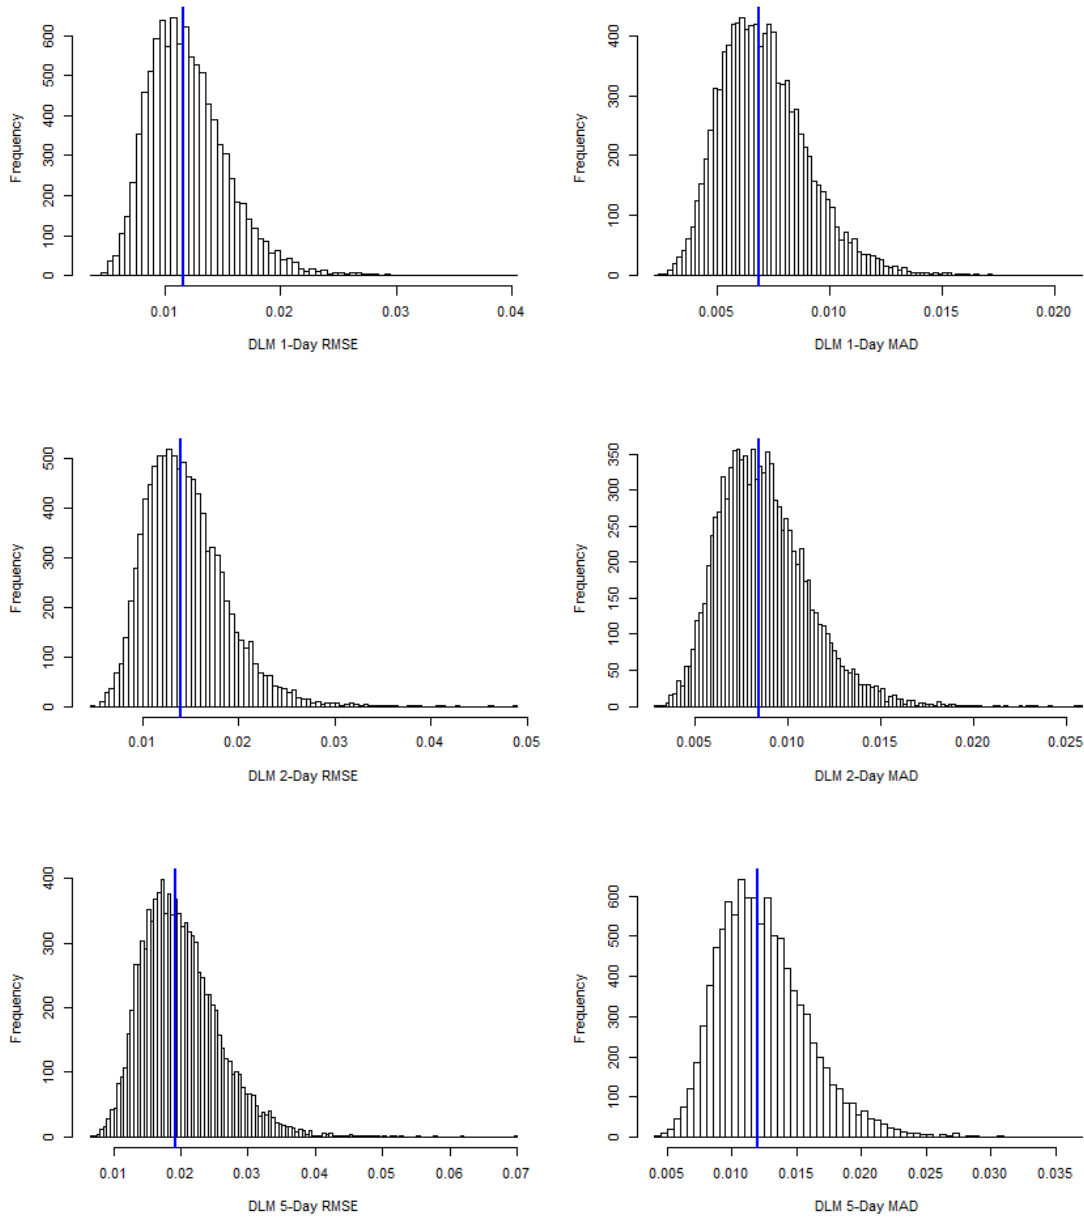 Frequency
600
500
400
300
200
100
0
0.01 0.02 0.03 0.04
DLM 1-Day RMSE
Frequency
400
300
200
100
0
0.005 0.010 0.015 0.020
DLM 1-Day MAD
Frequency
500
400
300
200
100
0
0.01 0.02 0.03 0.04 0.05
DLM 2-Day RMSE
Frequency
350
300
250
200
150
100
50
0
0.005 0.010 0.015 0.020 0.025
DLM 2-Day MAD
Frequency
400
300
200
100
0
0.01 0.02 0.03 0.04 0.05 0.06 0.07
DLM 5-Day RMSE
Frequency
600
500
400
300
200
100
0
0.005 0.010 0.015 0.020 0.025 0.030 0.035
DLM 5-Day MAD